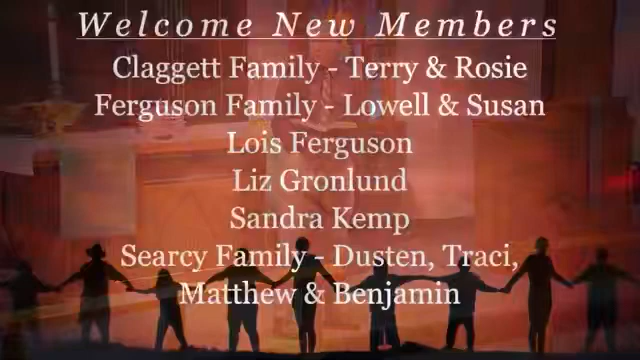 Welcome New Members
Claggett Family - Terry & Rosie
Ferguson Family - Lowell & Susan
Lois Ferguson
Liz Gronlund
Sandra Kemp
Searcy Family - Dusten, Traci,
Matthew & Benjamin